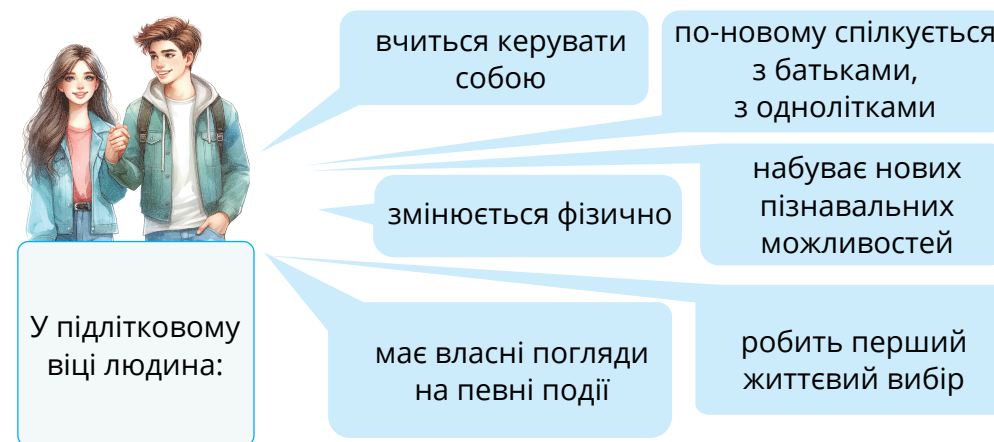 вчиться керувати
собою
по-новому спілкується
з батьками,
з однолітками
змінюється фізично
набуває нових
пізнавальних
можливостей
У підлітковому
віці людина:
має власні погляди
на певні події
робить перший
життєвий вибір